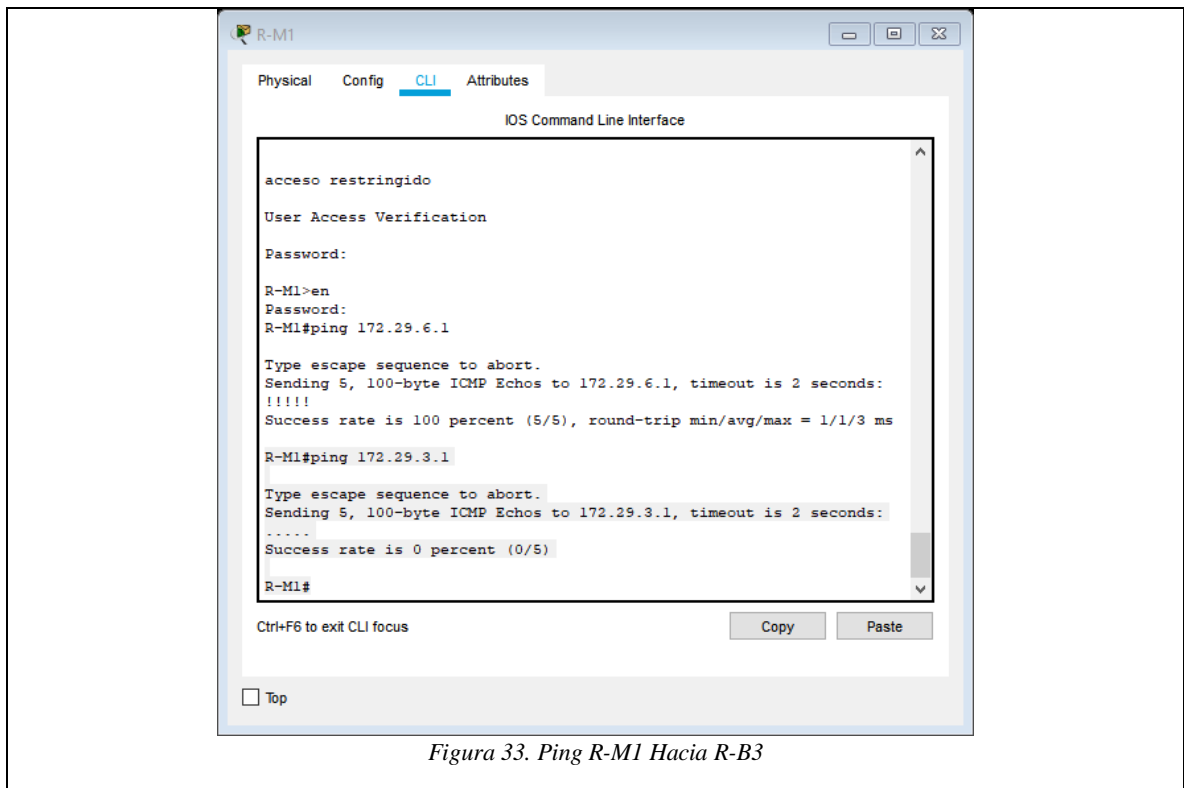 R-M1
Physical Config CLI Attributes
IOS Command Line Interface
acceso restringido
User Access Verification
Password:
R-M1>en
Password:
R-M1#ping 172.29.6.1
Type escape sequence to abort.
Sending 5, 100-byte ICMP Echos to 172.29.6.1, timeout is 2 seconds:
!!!!!
Success rate is 100 percent (5/5), round-trip min/avg/max = 1/1/3 ms
R-M1#ping 172.29.3.1
Type escape sequence to abort.
Sending 5, 100-byte ICMP Echos to 172.29.3.1, timeout is 2 seconds:
.....
Success rate is 0 percent (0/5)
R-M1#
Ctrl+F6 to exit CLI focus Copy Paste
Top
Figura 33. Ping R-M1 Hacia R-B3